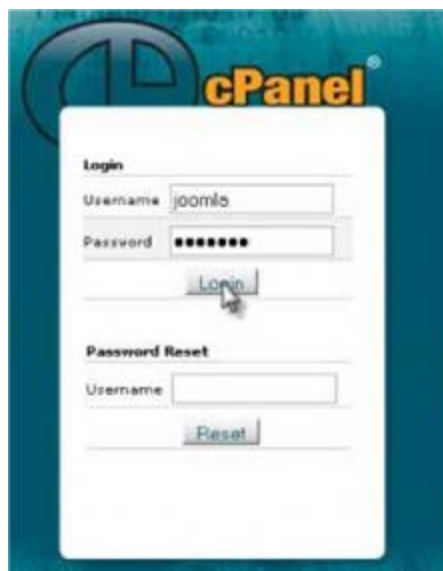 cPanel®
Login
Username joomla
Password •••••••
Login
Password Reset
Username
Reset